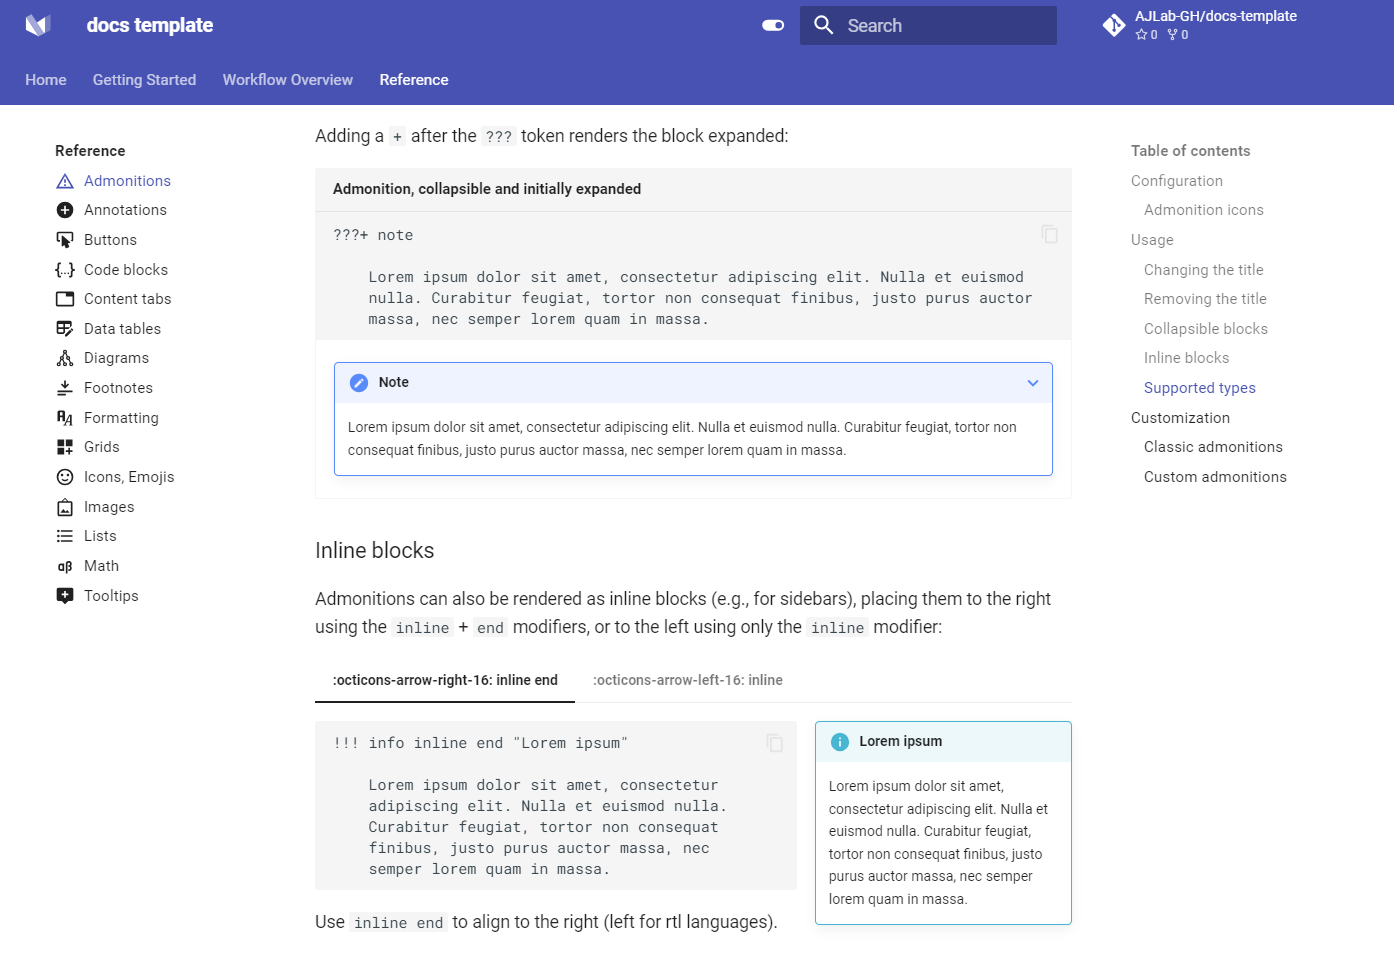 docs template
Search
AJLab-GH/docs-template
0 0
Home Getting Started Workflow Overview Reference
Reference
Admonitions
Annotations
Buttons
Code blocks
Content tabs
Data tables
Diagrams
Footnotes
Formatting
Grids
Icons, Emojis
Images
Lists
Math
Tooltips
Adding a + after the ??? token renders the block expanded:
Admonition, collapsible and initially expanded
???+ note
Lorem ipsum dolor sit amet, consectetur adipiscing elit. Nulla et euismod
nulla. Curabitur feugiat, tortor non consequat finibus, justo purus auctor
massa, nec semper lorem quam in massa.
Note
Lorem ipsum dolor sit amet, consectetur adipiscing elit. Nulla et euismod nulla. Curabitur feugiat, tortor non
consequat finibus, justo purus auctor massa, nec semper lorem quam in massa.
Inline blocks
Admonitions can also be rendered as inline blocks (e.g., for sidebars), placing them to the right
using the inline + end modifiers, or to the left using only the inline modifier:
:octicons-arrow-right-16: inline end :octicons-arrow-left-16: inline
!!! info inline end "Lorem ipsum"
Lorem ipsum dolor sit amet, consectetur
adipiscing elit. Nulla et euismod nulla.
Curabitur feugiat, tortor non consequat
finibus, justo purus auctor massa, nec
semper lorem quam in massa.
Lorem ipsum
Lorem ipsum dolor sit amet,
consectetur adipiscing elit. Nulla et
euismod nulla. Curabitur feugiat,
tortor non consequat finibus, justo
purus auctor massa, nec semper
lorem quam in massa.
Use inline end to align to the right (left for rtl languages).
Table of contents
Configuration
Admonition icons
Usage
Changing the title
Removing the title
Collapsible blocks
Inline blocks
Supported types
Customization
Classic admonitions
Custom admonitions